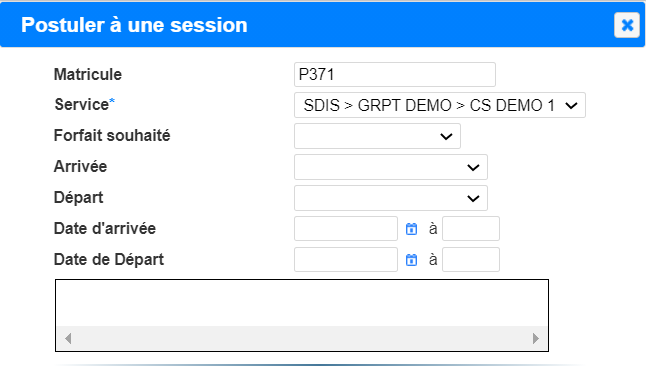 Postuler à une session
Matricule P371
Service* SDIS > GRPT DEMO > CS DEMO 1
Forfait souhaité
Arrivée
Départ
Date d'arrivée à
Date de Départ à